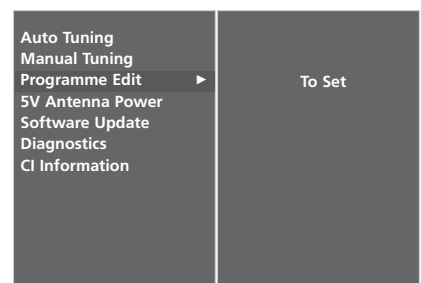 Auto Tuning
Manual Tuning
Programme Edit ► To Set
5V Antenna Power
Software Update
Diagnostics
CI Information